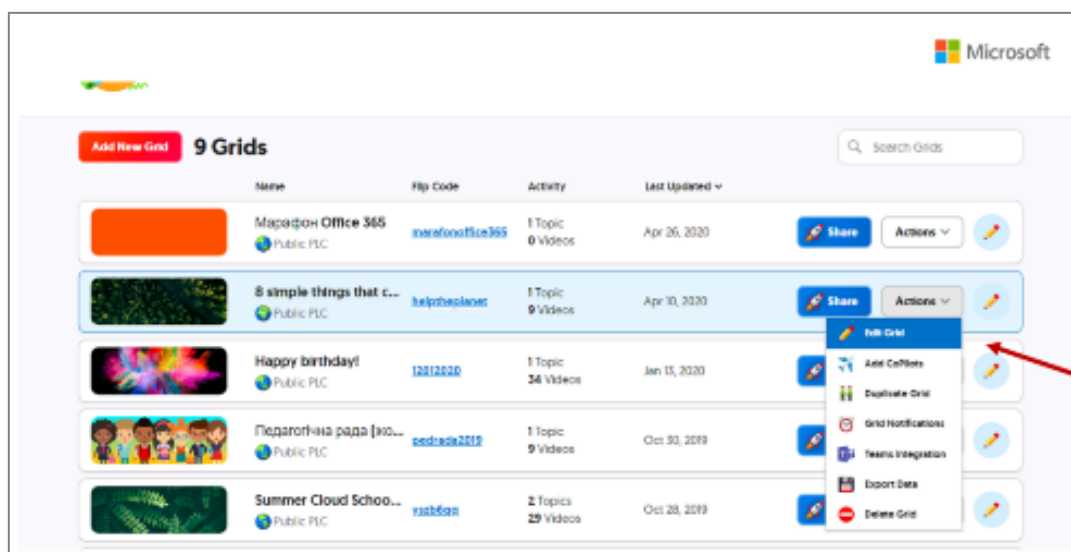 Microsoft
Add New Grid 9 Grids Search Grids
Name Flip Code Activity Last Updated
Марафон Office 365 marafonoffice365 1 Topic Apr 26, 2020 Share Actions
Public PLC 0 Videos
8 simple things that c... helptheplanet 1 Topic Apr 10, 2020 Share Actions
Public PLC 9 Videos
Edit Grid
Happy birthday! 12012020 1 Topic Jan 13, 2020
Public PLC 34 Videos
Add CoPilots
Duplicate Grid
Педагогічна рада [жо... pedrada2019 1 Topic Oct 30, 2019
Public PLC 9 Videos
Grid Notifications
Teams Integration
Summer Cloud Schoo... 2 Topics Oct 28, 2019
Public PLC 29 Videos
Export Data
Delete Grid